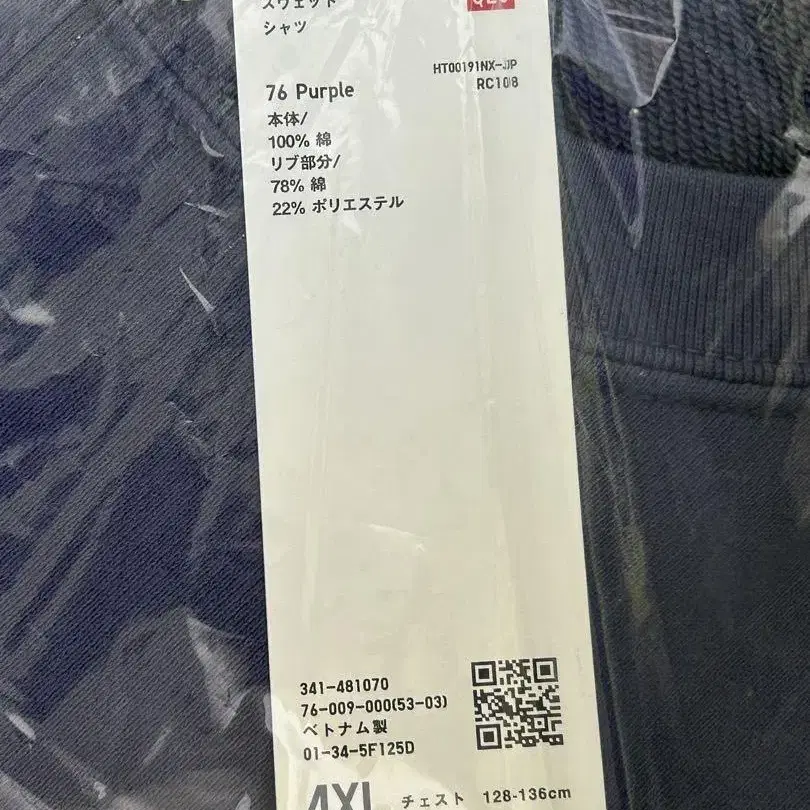 スウェット
シャツ
HT00191NX-JP
76 Purple
RC108
本体/
100% 綿
リブ部分/
78% 綿
22% ポリエステル
341-481070
76-009-000(53-03)
ベトナム製
01-34-5F125D
4XL チェスト 128-136cm